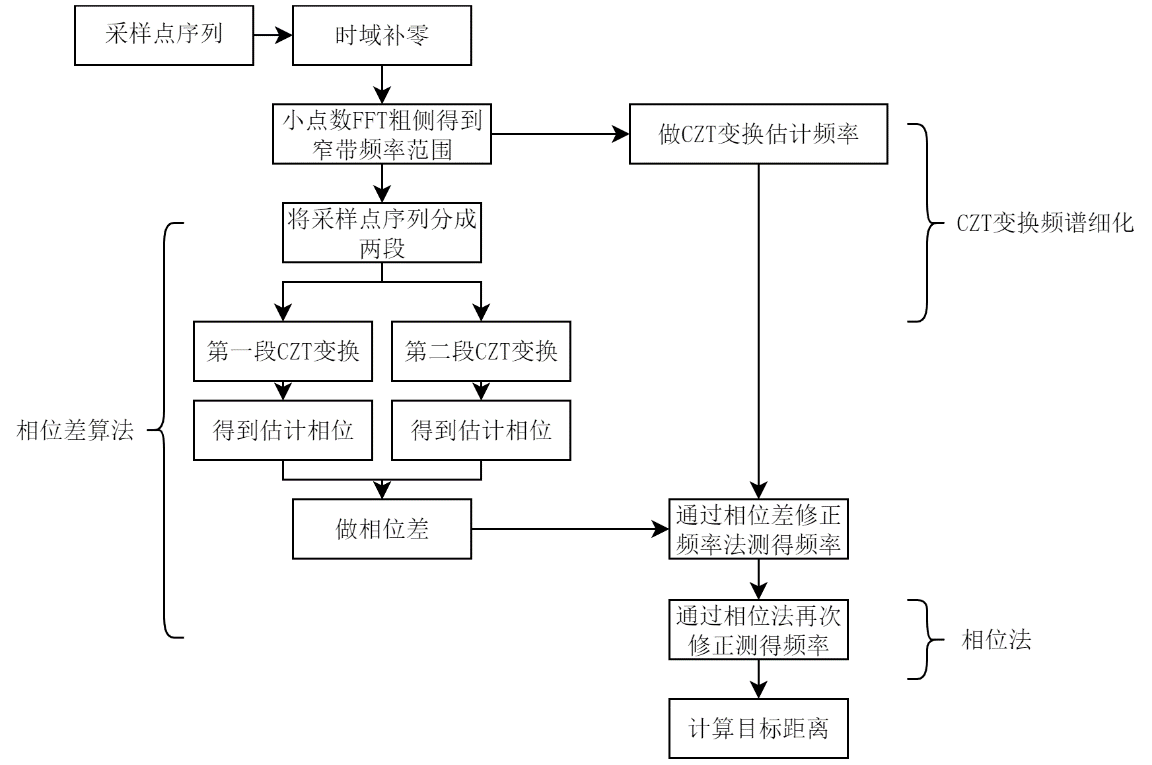 采样点序列
时域补零
小点数FFT粗侧得到
窄带频率范围
做CZT变换估计频率
将采样点序列分成
两段
CZT变换频谱细化
第一段CZT变换
第二段CZT变换
相位差算法
得到估计相位
得到估计相位
做相位差
通过相位差修正
频率法测得频率
通过相位法再次
修正测得频率
相位法
计算目标距离